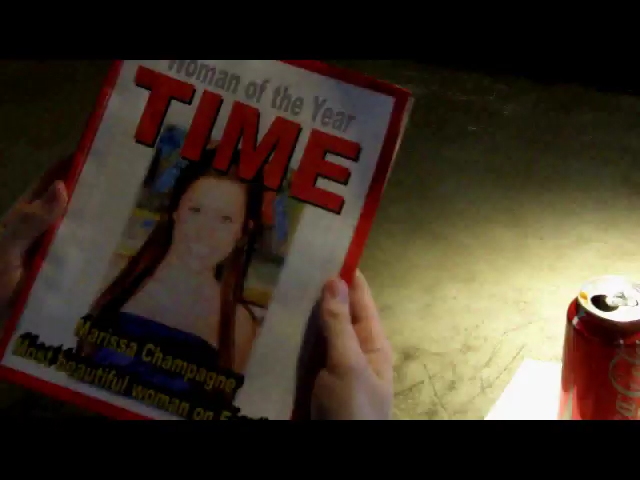 Woman of the Year
TIME
Marissa Champagne
Most beautiful woman on